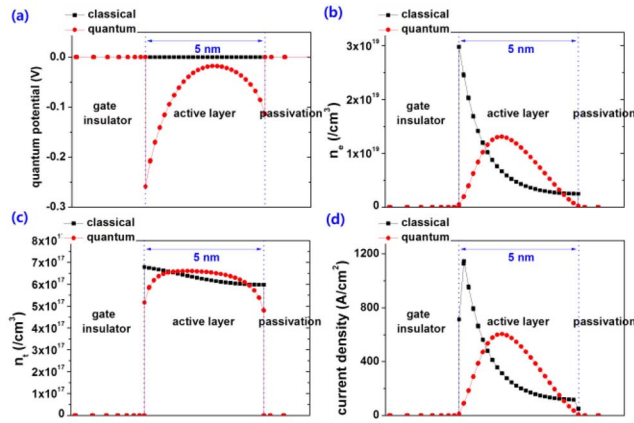 (a)
classical
quantum
5 nm
0.0
-0.1
-0.2
-0.3
quantum potential (V)
gate
insulator
active layer
passivation
(b)
classical
quantum
5 nm
3x10¹⁹
2x10¹⁹
1x10¹⁹
0
nₑ (/cm³)
gate
insulator
active layer
passivation
(c)
classical
quantum
5 nm
7x10¹⁷
6x10¹⁷
5x10¹⁷
4x10¹⁷
3x10¹⁷
2x10¹⁷
1x10¹⁷
0
nₜ (/cm³)
gate
insulator
active layer
passivation
(d)
classical
quantum
5 nm
1200
800
400
0
current density (A/cm²)
gate
insulator
active layer
passivation